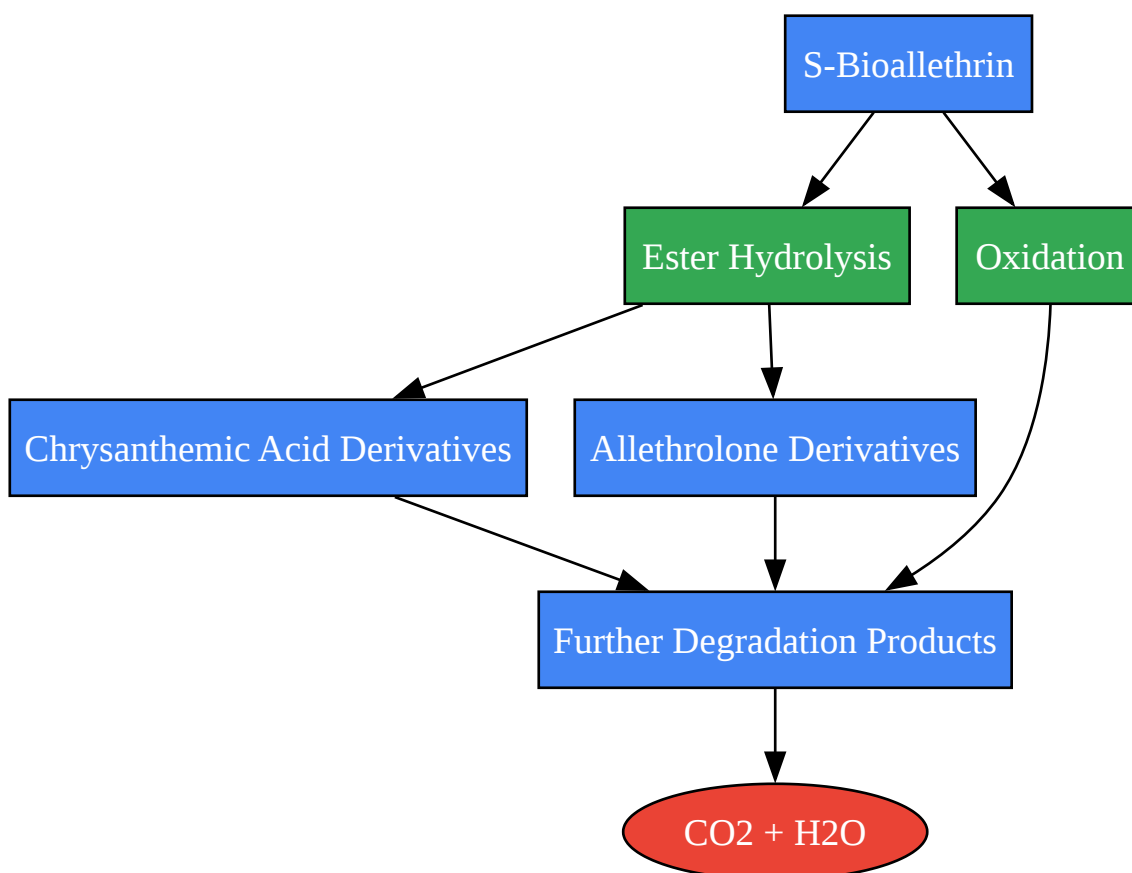 S-Bioallethrin
Ester Hydrolysis
Oxidation
Chrysanthemic Acid Derivatives
Allethrolone Derivatives
Further Degradation Products
CO2 + H2O